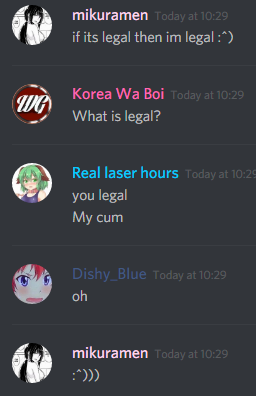 mikuramen Today at 10:29
if its legal then im legal :^)
WG
Korea Wa Boi Today at 10:29
What is legal?
Real laser hours Today at 10:29
you legal
My cum
Dishy_Blue Today at 10:29
oh
mikuramen Today at 10:29
:^)))